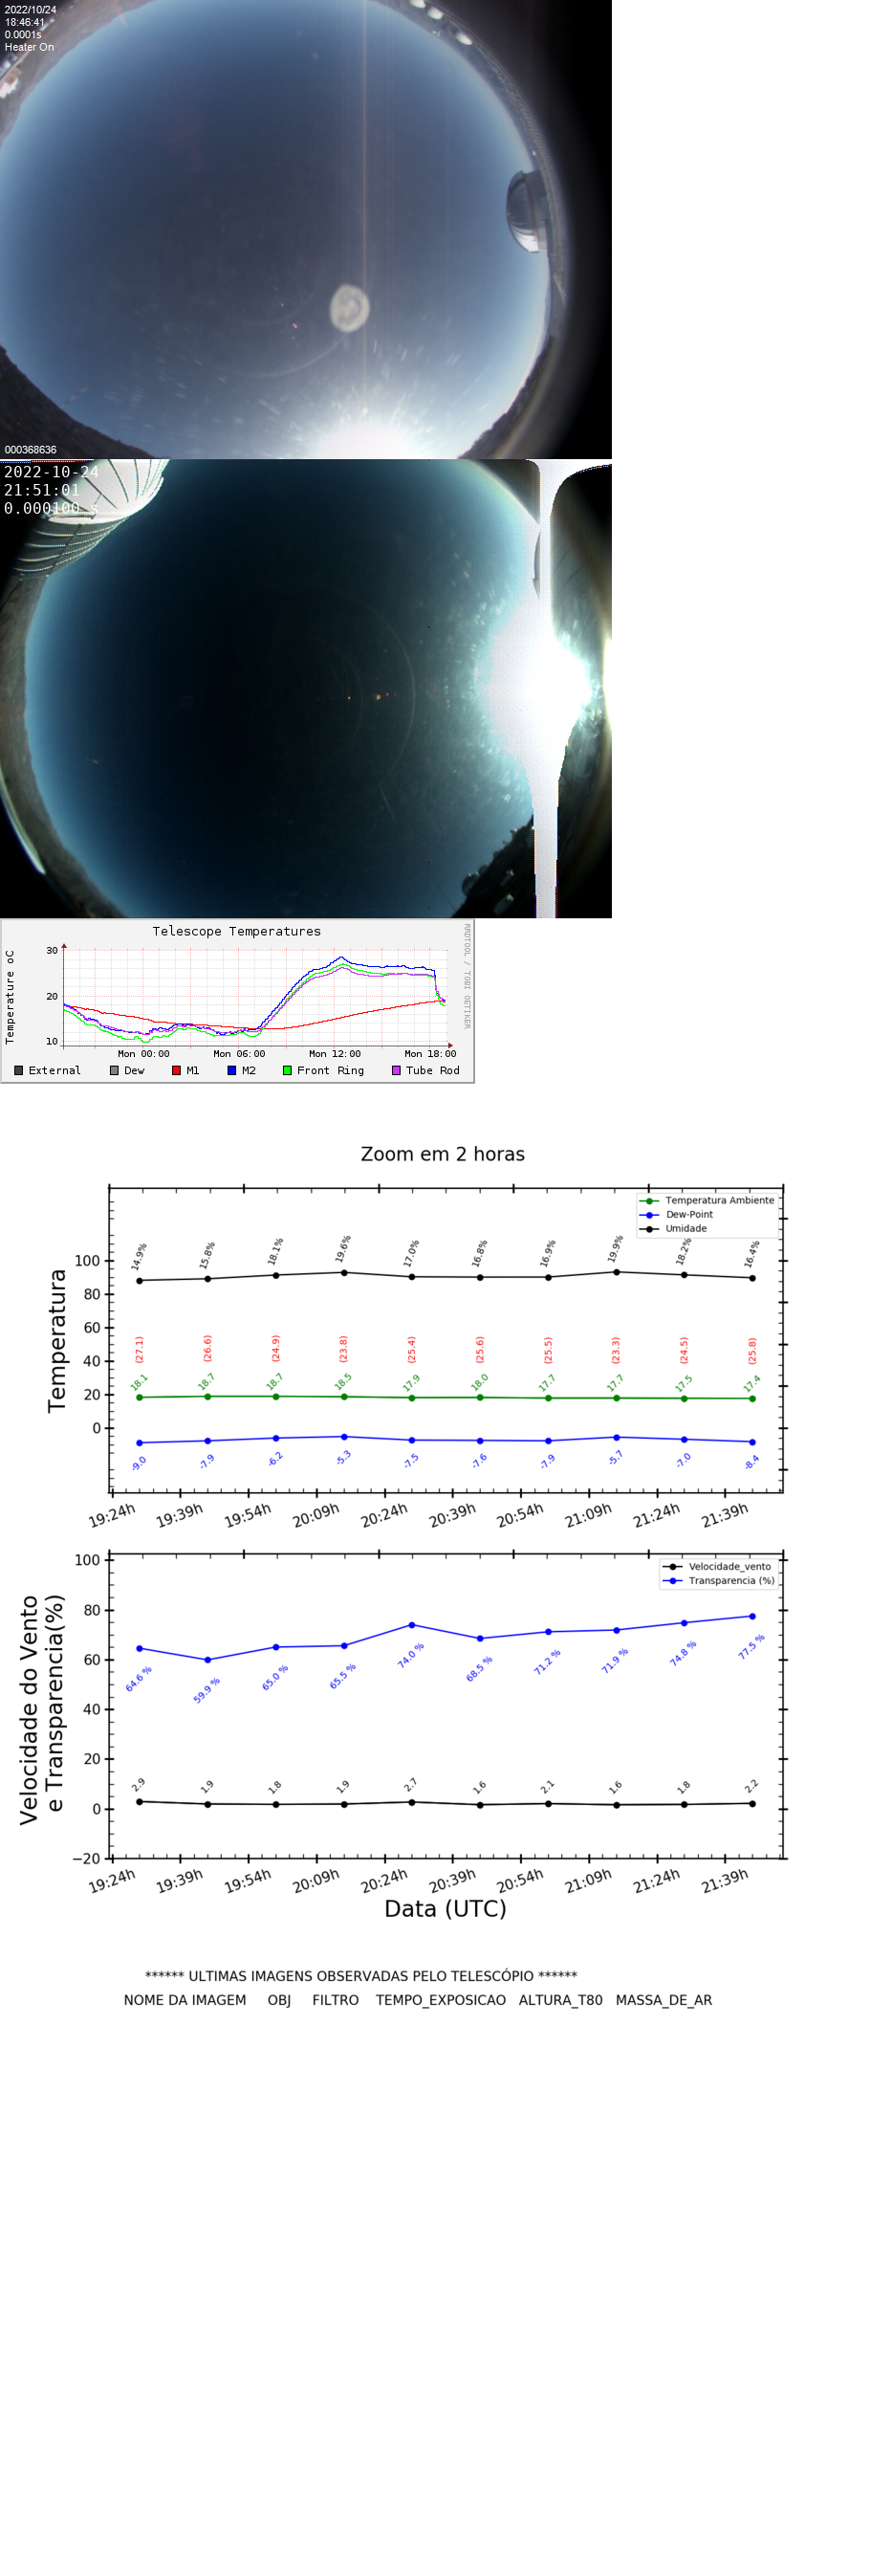 2022/10/24
18:46:41
0.0001s
Heater On
000368636
2022-10-24
21:51:01
0.000100 s
Telescope Temperatures
Temperature oC
30
20
10
Mon 00:00 Mon 06:00 Mon 12:00 Mon 18:00
External Dew M1 M2 Front Ring Tube Rod
RRDTOOL / TOBI OETIKER
Zoom em 2 horas
Temperatura
Temperatura Ambiente
Dew-Point
Umidade
100
80
60
40
20
0
14.9% 15.8% 18.1% 19.6% 17.0% 16.8% 16.9% 19.9% 18.2% 16.4%
(27.1) (26.6) (24.9) (23.8) (25.4) (25.6) (25.5) (23.3) (24.5) (25.8)
18.1 18.7 18.7 18.5 17.9 18.0 17.7 17.7 17.5 17.4
-9.0 -7.9 -6.2 -5.3 -7.5 -7.6 -7.9 -5.7 -7.0 -8.4
19:24h 19:39h 19:54h 20:09h 20:24h 20:39h 20:54h 21:09h 21:24h 21:39h
Velocidade do Vento
e Transparencia(%)
Velocidade_vento
Transparencia (%)
100
80
60
40
20
0
−20
64.6 % 59.9 % 65.0 % 65.5 % 74.0 % 68.5 % 71.2 % 71.9 % 74.8 % 77.5 %
2.9 1.9 1.8 1.9 2.7 1.6 2.1 1.6 1.8 2.2
19:24h 19:39h 19:54h 20:09h 20:24h 20:39h 20:54h 21:09h 21:24h 21:39h
Data (UTC)
****** ULTIMAS IMAGENS OBSERVADAS PELO TELESCÓPIO ******
NOME DA IMAGEM OBJ FILTRO TEMPO_EXPOSICAO ALTURA_T80 MASSA_DE_AR